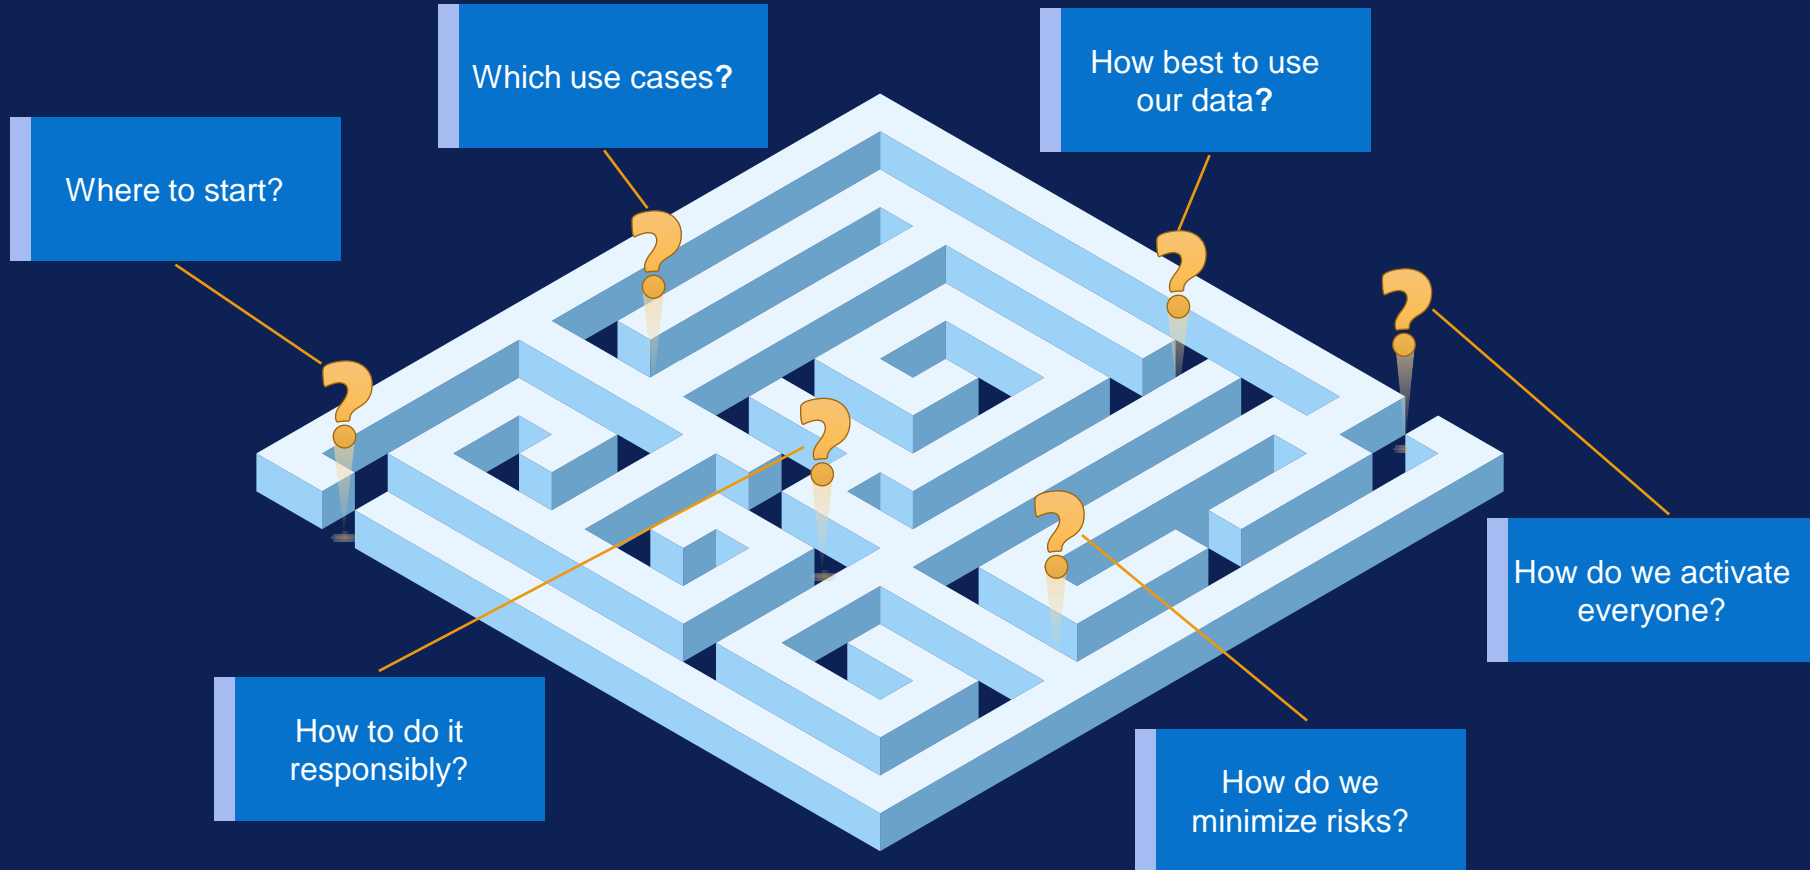 Which use cases?
How best to use
our data?
Where to start?
How do we activate
everyone?
How to do it
responsibly?
How do we
minimize risks?